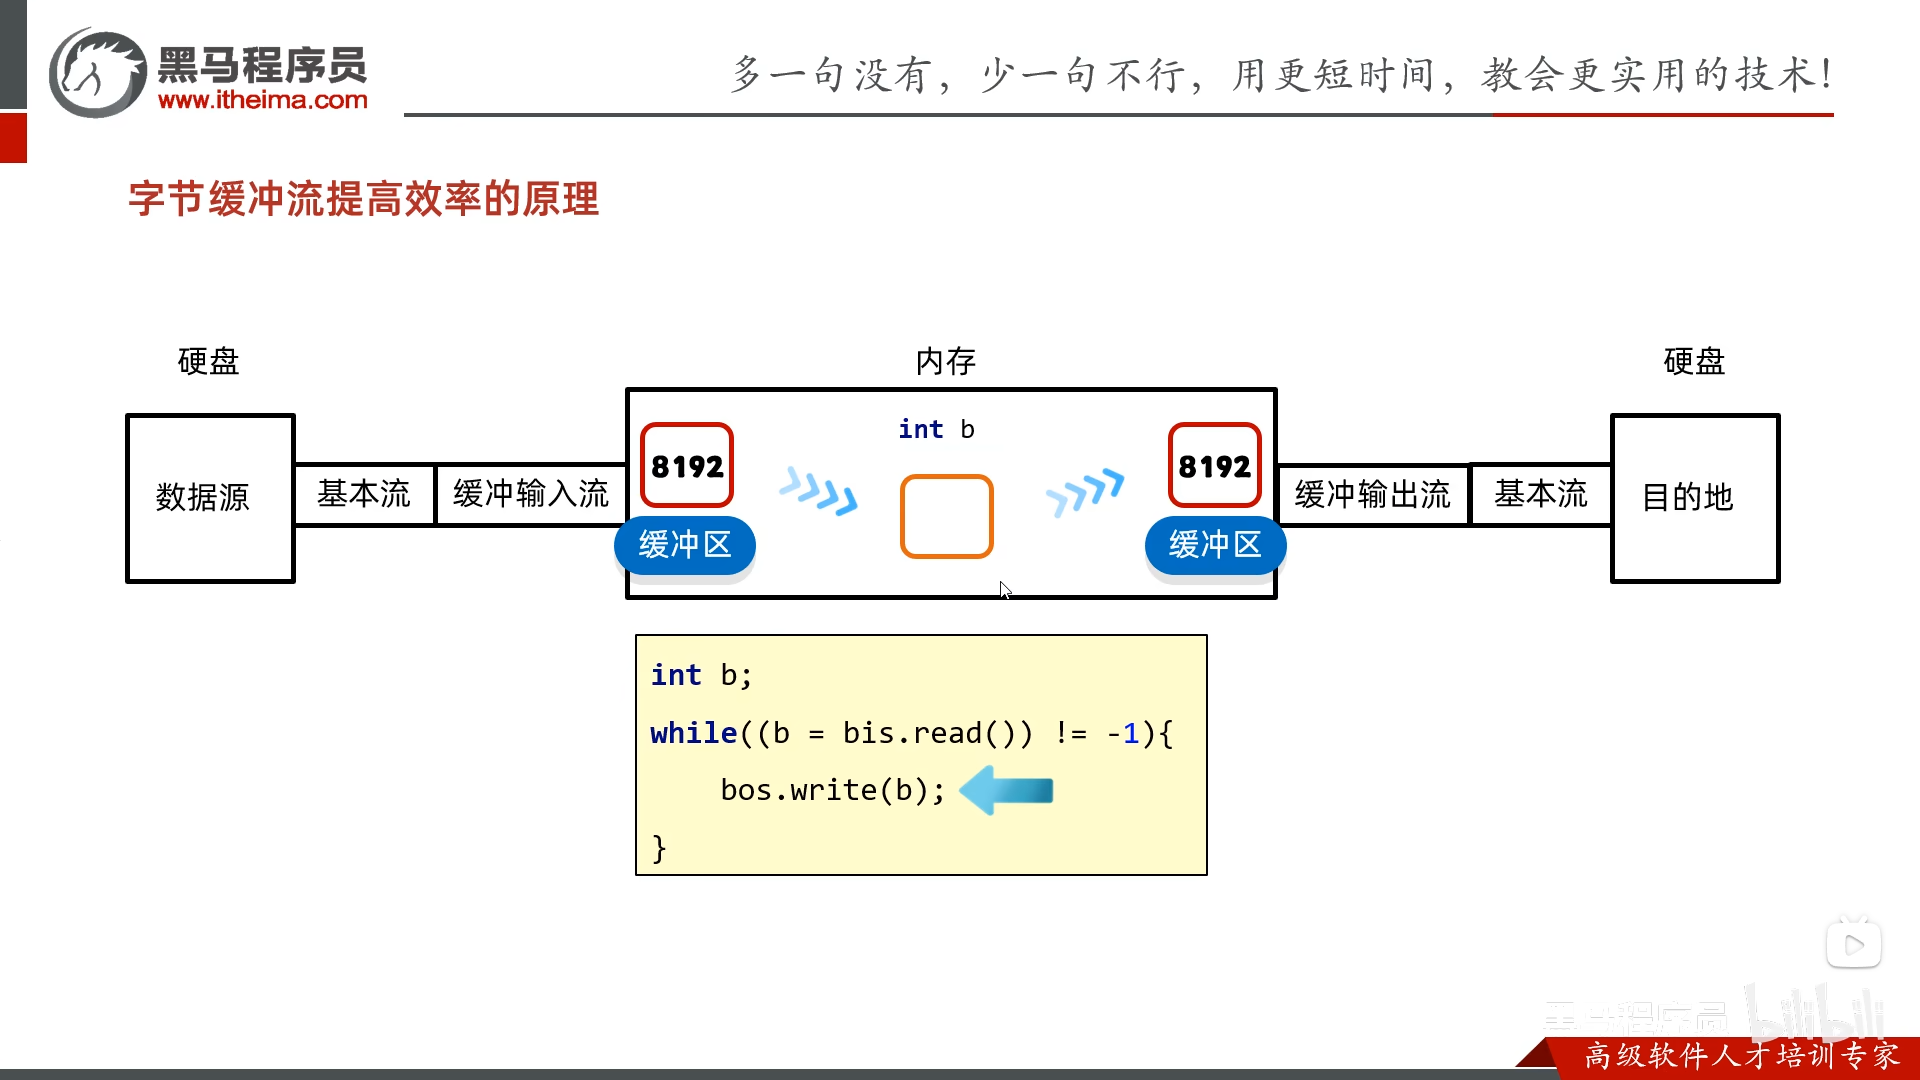 黑马程序员
www.itheima.com
多一句没有，少一句不行，用更短时间，教会更实用的技术！
字节缓冲流提高效率的原理
硬盘
内存
硬盘
int b
8192
8192
数据源
基本流
缓冲输入流
缓冲输出流
基本流
目的地
缓冲区
缓冲区
int b;
while((b = bis.read()) != -1){
bos.write(b);
}
黑马程序员
bilibili
高级软件人才培训专家